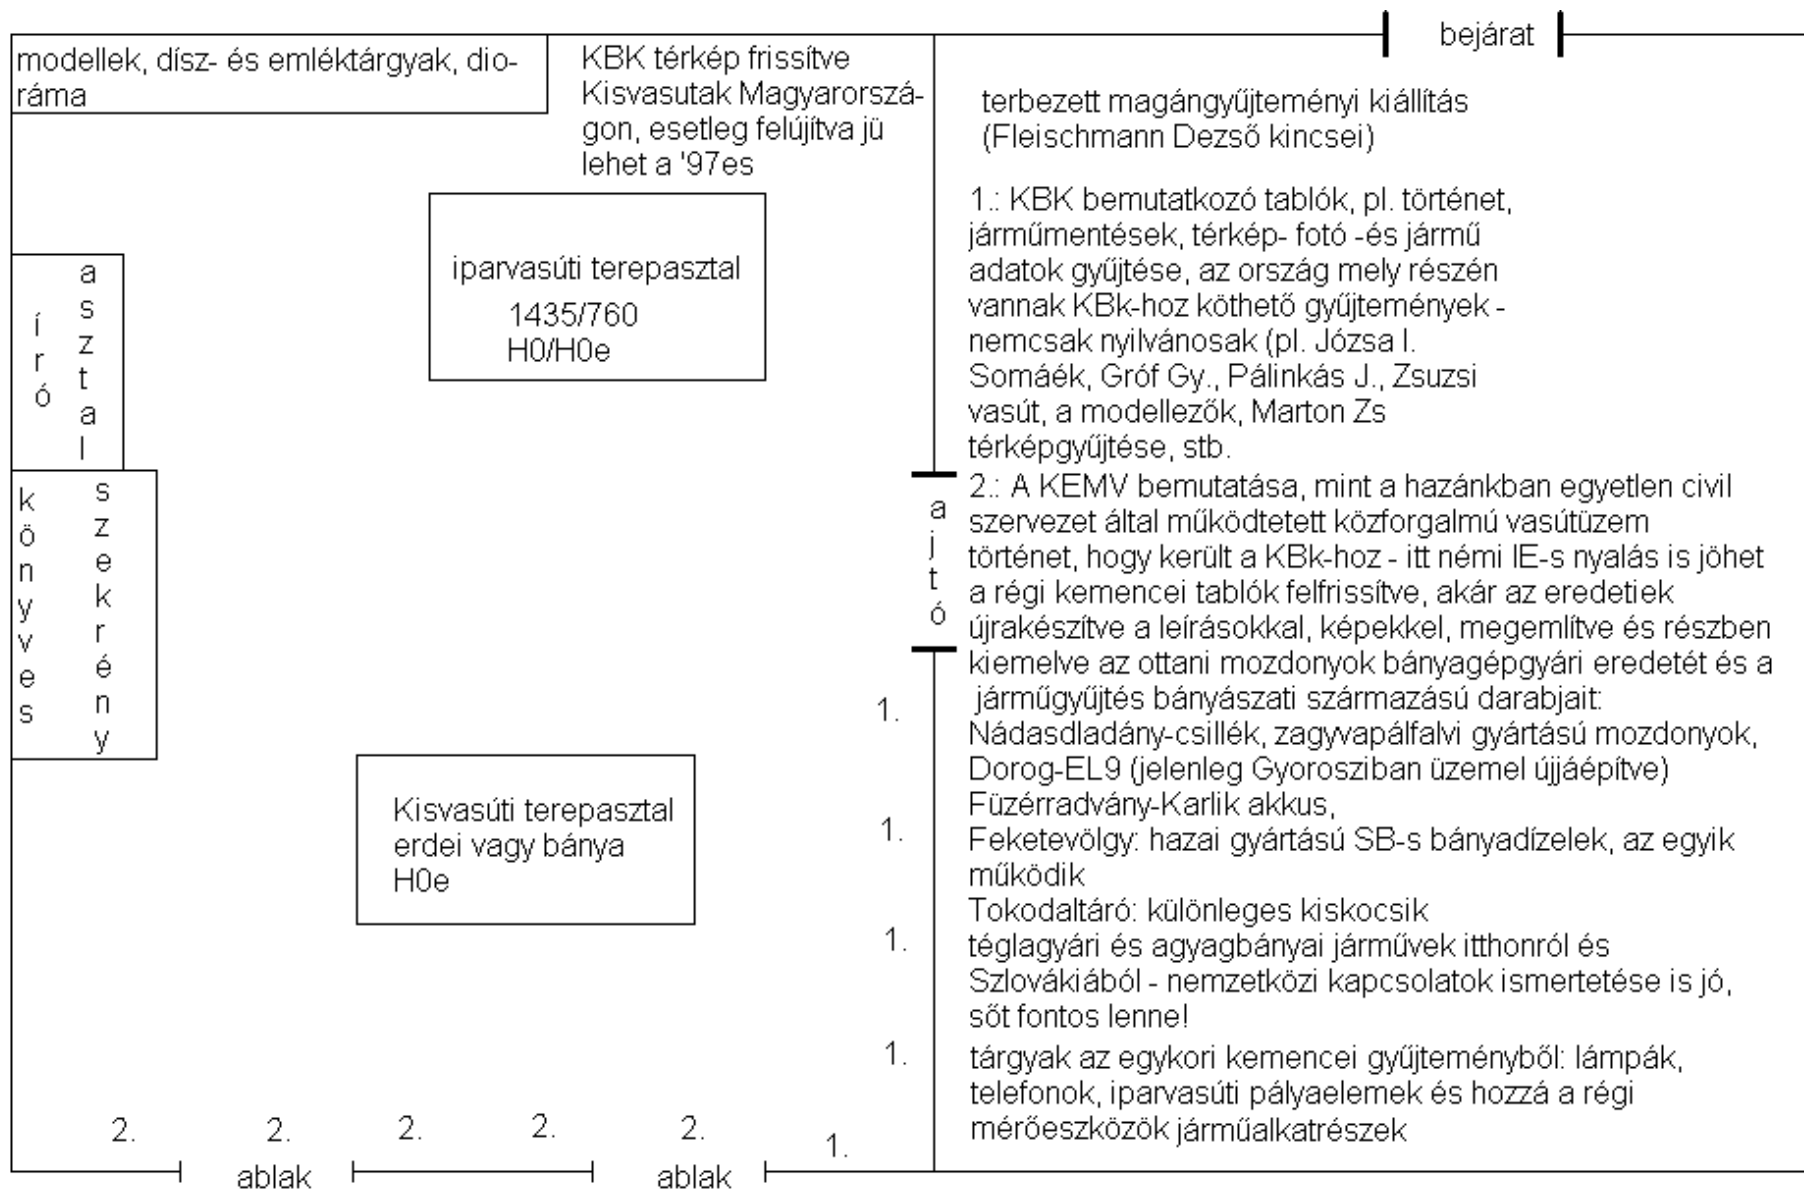 modellek, dísz- és emléktárgyak, dio-
ráma
KBK térkép frissítve
Kisvasutak Magyarorszá-
gon, esetleg felújítva jü
lehet a '97es
bejárat
terbezett magángyűjteményi kiállítás
(Fleischmann Dezső kincsei)
iparvasúti terepasztal
1435/760
H0/H0e
író
asztal
könyves
szekrény
Kisvasúti terepasztal
erdei vagy bánya
H0e
ajtó
1.: KBK bemutatkozó tablók, pl. történet,
járműmentések, térkép- fotó -és jármű
adatok gyűjtése, az ország mely részén
vannak KBk-hoz köthető gyűjtemények -
nemcsak nyilvánosak (pl. Józsa I.
Somáék, Gróf Gy., Pálinkás J., Zsuzsi
vasút, a modellezők, Marton Zs
térképgyűjtése, stb.
2.: A KEMV bemutatása, mint a hazánkban egyetlen civil
szervezet által működtetett közforgalmú vasútüzem
történet, hogy került a KBk-hoz - itt némi IE-s nyalás is jöhet
a régi kemencei tablók felfrissítve, akár az eredetiek
újrakészítve a leírásokkal, képekkel, megemlítve és részben
kiemelve az ottani mozdonyok bányagépgyári eredetét és a
járműgyűjtés bányászati származású darabjait:
Nádasdladány-csillék, zagyvapálfalvi gyártású mozdonyok,
Dorog-EL9 (jelenleg Gyorosziban üzemel újjáépítve)
Füzérradvány-Karlik akkus,
Feketevölgy: hazai gyártású SB-s bányadízelek, az egyik
működik
Tokodaltáró: különleges kiskocsik
téglagyári és agyagbányai járművek itthonról és
Szlovákiából - nemzetközi kapcsolatok ismertetése is jó,
sőt fontos lenne!
tárgyak az egykori kemencei gyűjteményből: lámpák,
telefonok, iparvasúti pályaelemek és hozzá a régi
mérőeszközök járműalkatrészek
1.
1.
1.
1.
2. 2. 2. 2. 2. 1.
ablak ablak